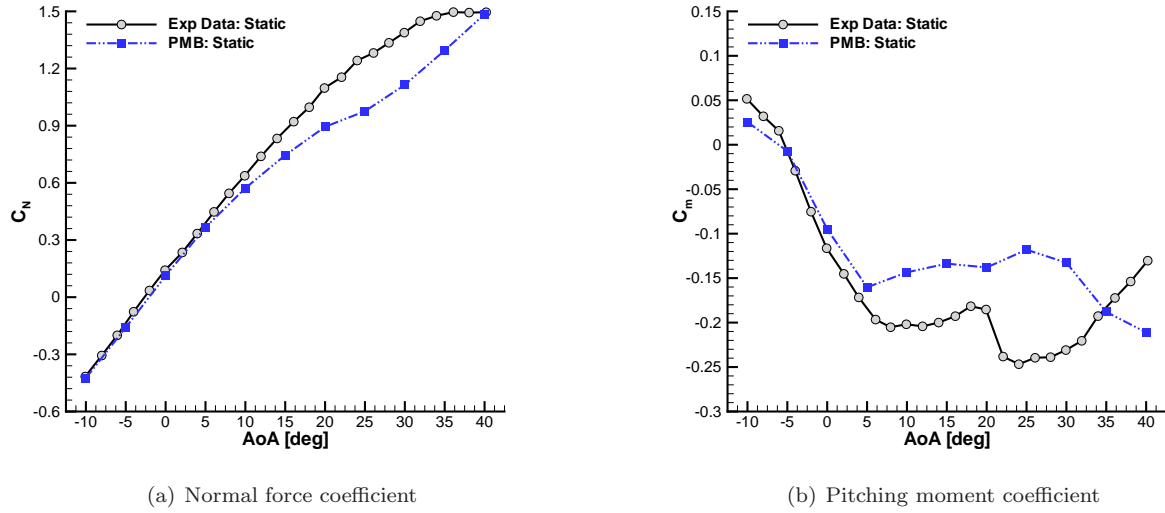 1.5
1.2
0.9
0.6
0.3
0
-0.3
-0.6
C_N
Exp Data: Static
PMB: Static
-10 -5 0 5 10 15 20 25 30 35 40
AoA [deg]
(a) Normal force coefficient
0.15
0.1
0.05
0
-0.05
-0.1
-0.15
-0.2
-0.25
-0.3
C_m
Exp Data: Static
PMB: Static
-10 -5 0 5 10 15 20 25 30 35 40
AoA [deg]
(b) Pitching moment coefficient